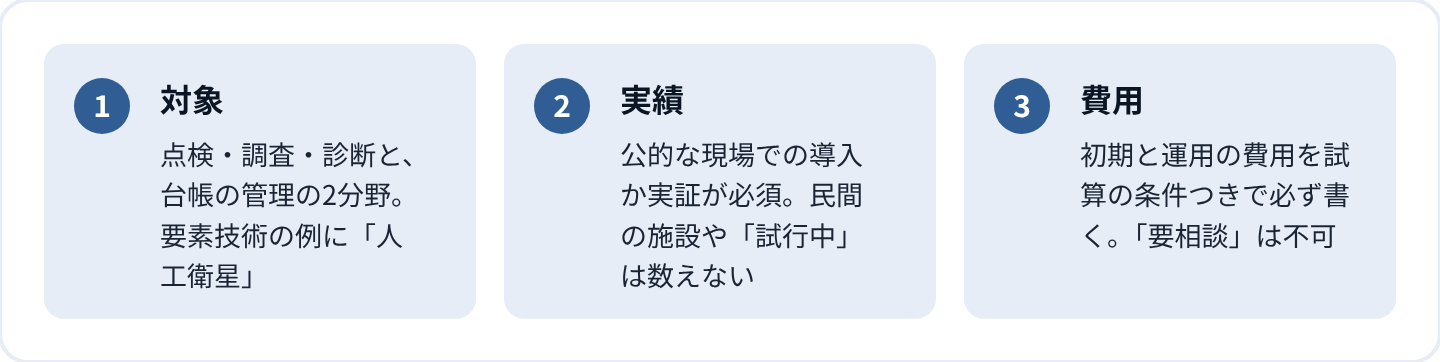 1
対象
点検・調査・診断と、
台帳の管理の2分野。
要素技術の例に「人
工衛星」
2
実績
公的な現場での導入
か実証が必須。民間
の施設や「試行中」
は数えない
3
費用
初期と運用の費用を試
算の条件つきで必ず書
く。「要相談」は不可